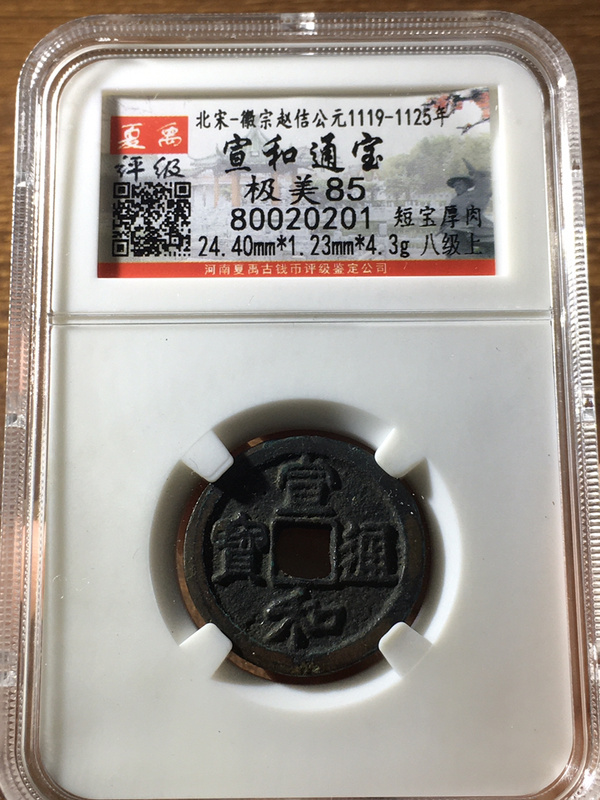 北宋-徽宗赵佶公元1119-1125年
夏禹
评级
宣和通宝
极美85
80020201 短宝厚肉
24.40mm*1.23mm*4.3g 八级上
河南夏禹古钱币评级鉴定公司
宣
寶 通
和